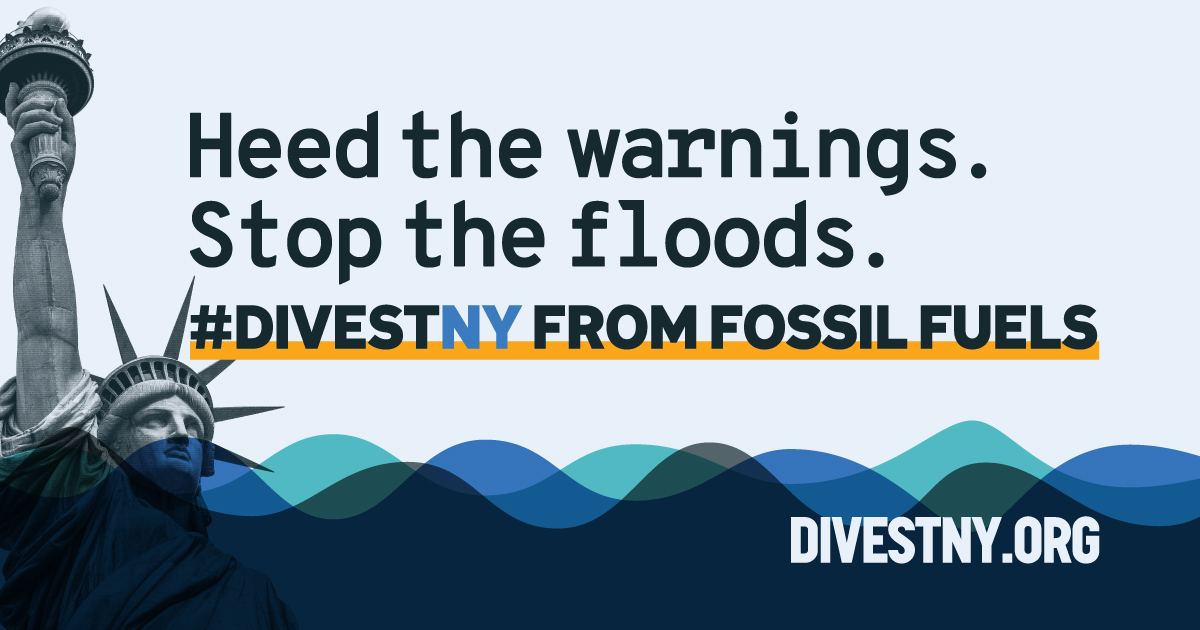 Heed the warnings.
Stop the floods.
#DIVESTNY FROM FOSSIL FUELS
DIVESTNY.ORG